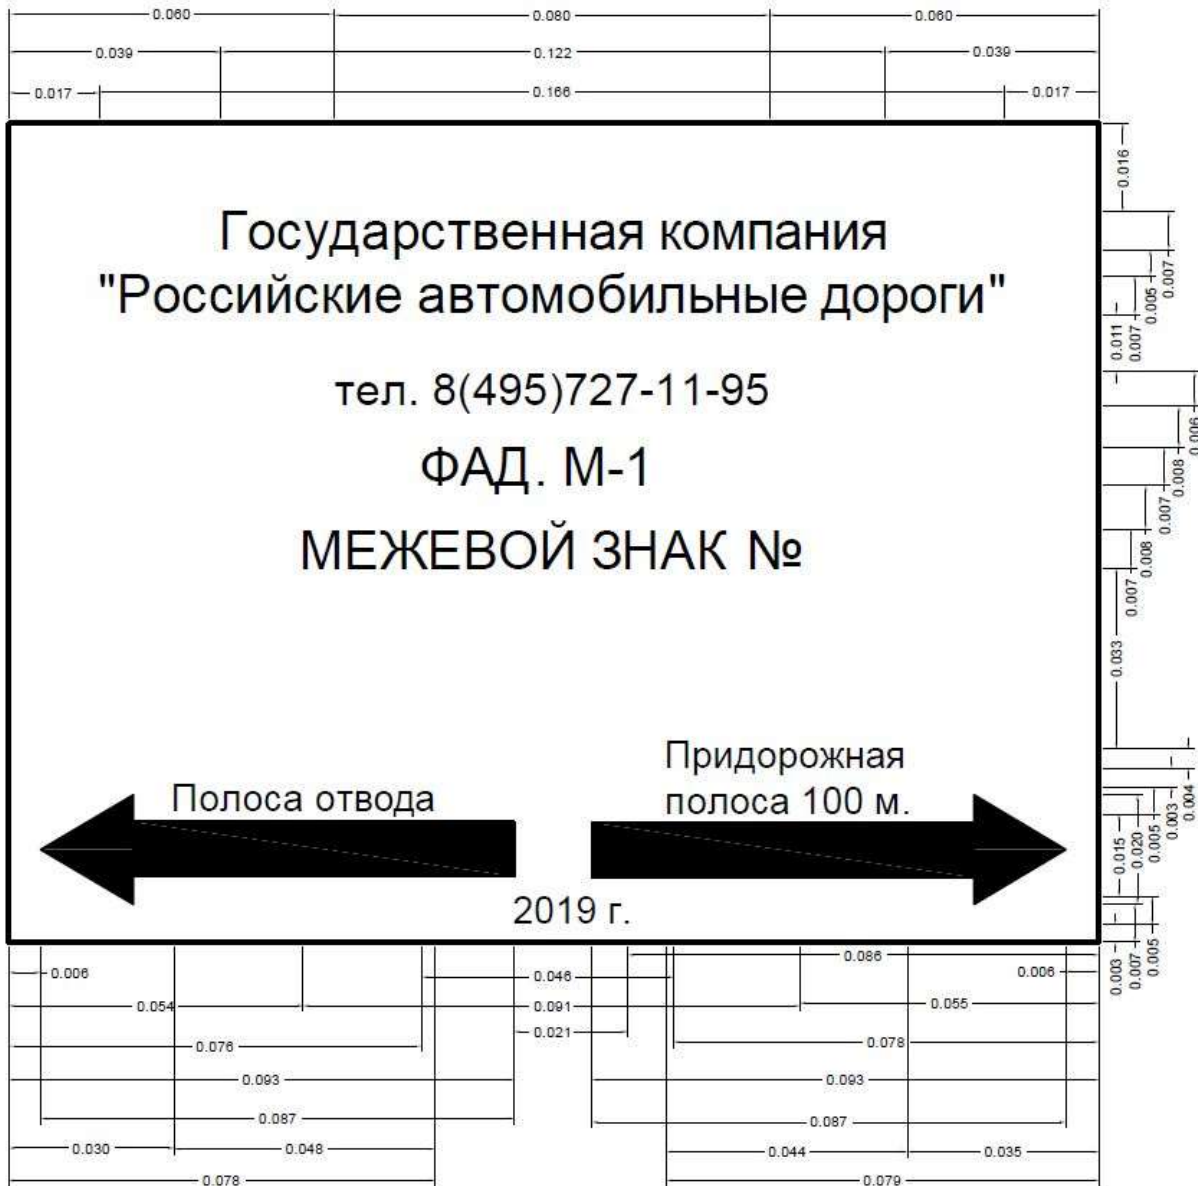 0.060 0.080 0.060
0.039 0.122 0.039
0.017 0.166 0.017
Государственная компания
"Российские автомобильные дороги"
тел. 8(495)727-11-95
ФАД. М-1
МЕЖЕВОЙ ЗНАК №
Полоса отвода
Придорожная
полоса 100 м.
2019 г.
0.016
0.007
0.005
0.007
0.011
0.006
0.008
0.007
0.008
0.007
0.033
0.004
0.003
0.005
0.020
0.015
0.005
0.007
0.003
0.086
0.006 0.046 0.006
0.054 0.091 0.055
0.021
0.076 0.078
0.093 0.093
0.087 0.087
0.030 0.048 0.044 0.035
0.078 0.079